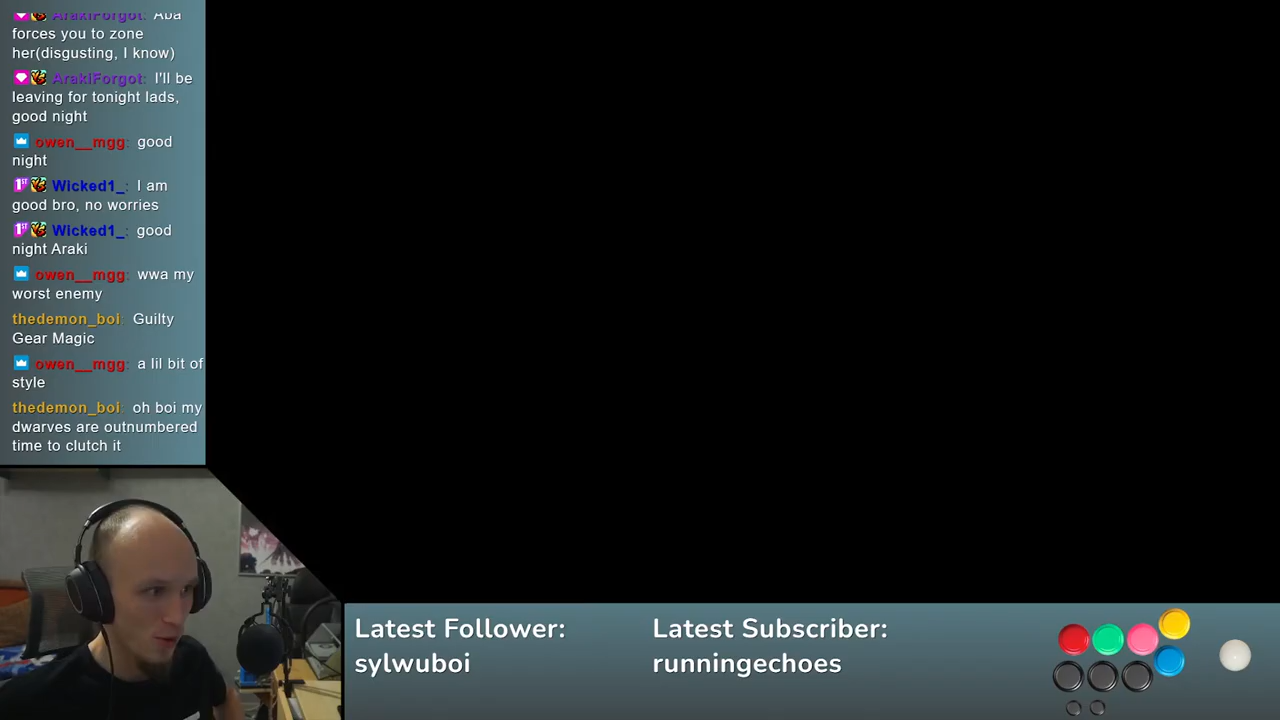 ArakiForgot: Aba
forces you to zone
her(disgusting, I know)
ArakiForgot: I'll be
leaving for tonight lads,
good night
owen__mgg: good
night
Wicked1_: I am
good bro, no worries
Wicked1_: good
night Araki
owen__mgg: wwa my
worst enemy
thedemon_boi: Guilty
Gear Magic
owen__mgg: a lil bit of
style
thedemon_boi: oh boi my
dwarves are outnumbered
time to clutch it
Latest Follower:
sylwuboi
Latest Subscriber:
runningechoes